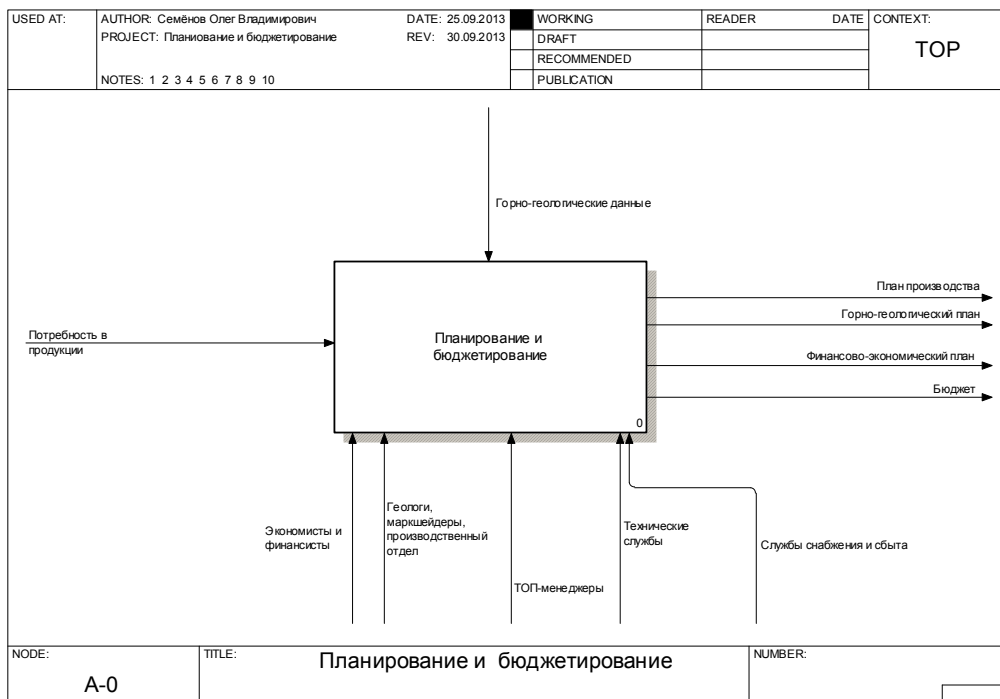 USED AT:
AUTHOR: Семёнов Олег Владимирович
DATE: 25.09.2013
PROJECT: Планиование и бюджетирование
REV: 30.09.2013
NOTES: 1 2 3 4 5 6 7 8 9 10
WORKING
DRAFT
RECOMMENDED
PUBLICATION
READER
DATE
CONTEXT:
TOP
Горно-геологические данные
Потребность в
продукции
Планирование и
бюджетирование
0
План производства
Горно-геологический план
Финансово-экономический план
Бюджет
Экономисты и
финансисты
Геологи,
маркшейдеры,
производственный
отдел
ТОП-менеджеры
Технические
службы
Службы снабжения и сбыта
NODE:
A-0
TITLE:
Планирование и бюджетирование
NUMBER: